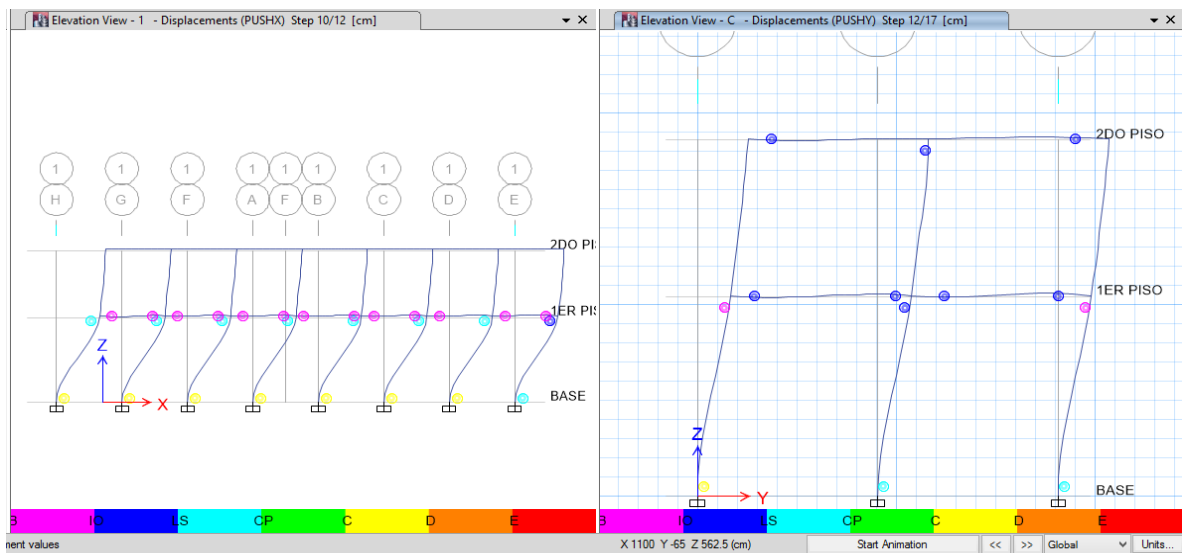 Elevation View - 1 - Displacements (PUSHX) Step 10/12 [cm]
Elevation View - C - Displacements (PUSHY) Step 12/17 [cm]
1 1 1 1 1 1 1 1 1
H G F A F B C D E
2DO PI
1ER PI
Z
X
BASE
2DO PISO
1ER PISO
Z
Y
BASE
B IO LS CP C D E
IO LS CP C D E
ment values
X 1100 Y -65 Z 562.5 (cm)
Start Animation
<< >>
Global
Units...